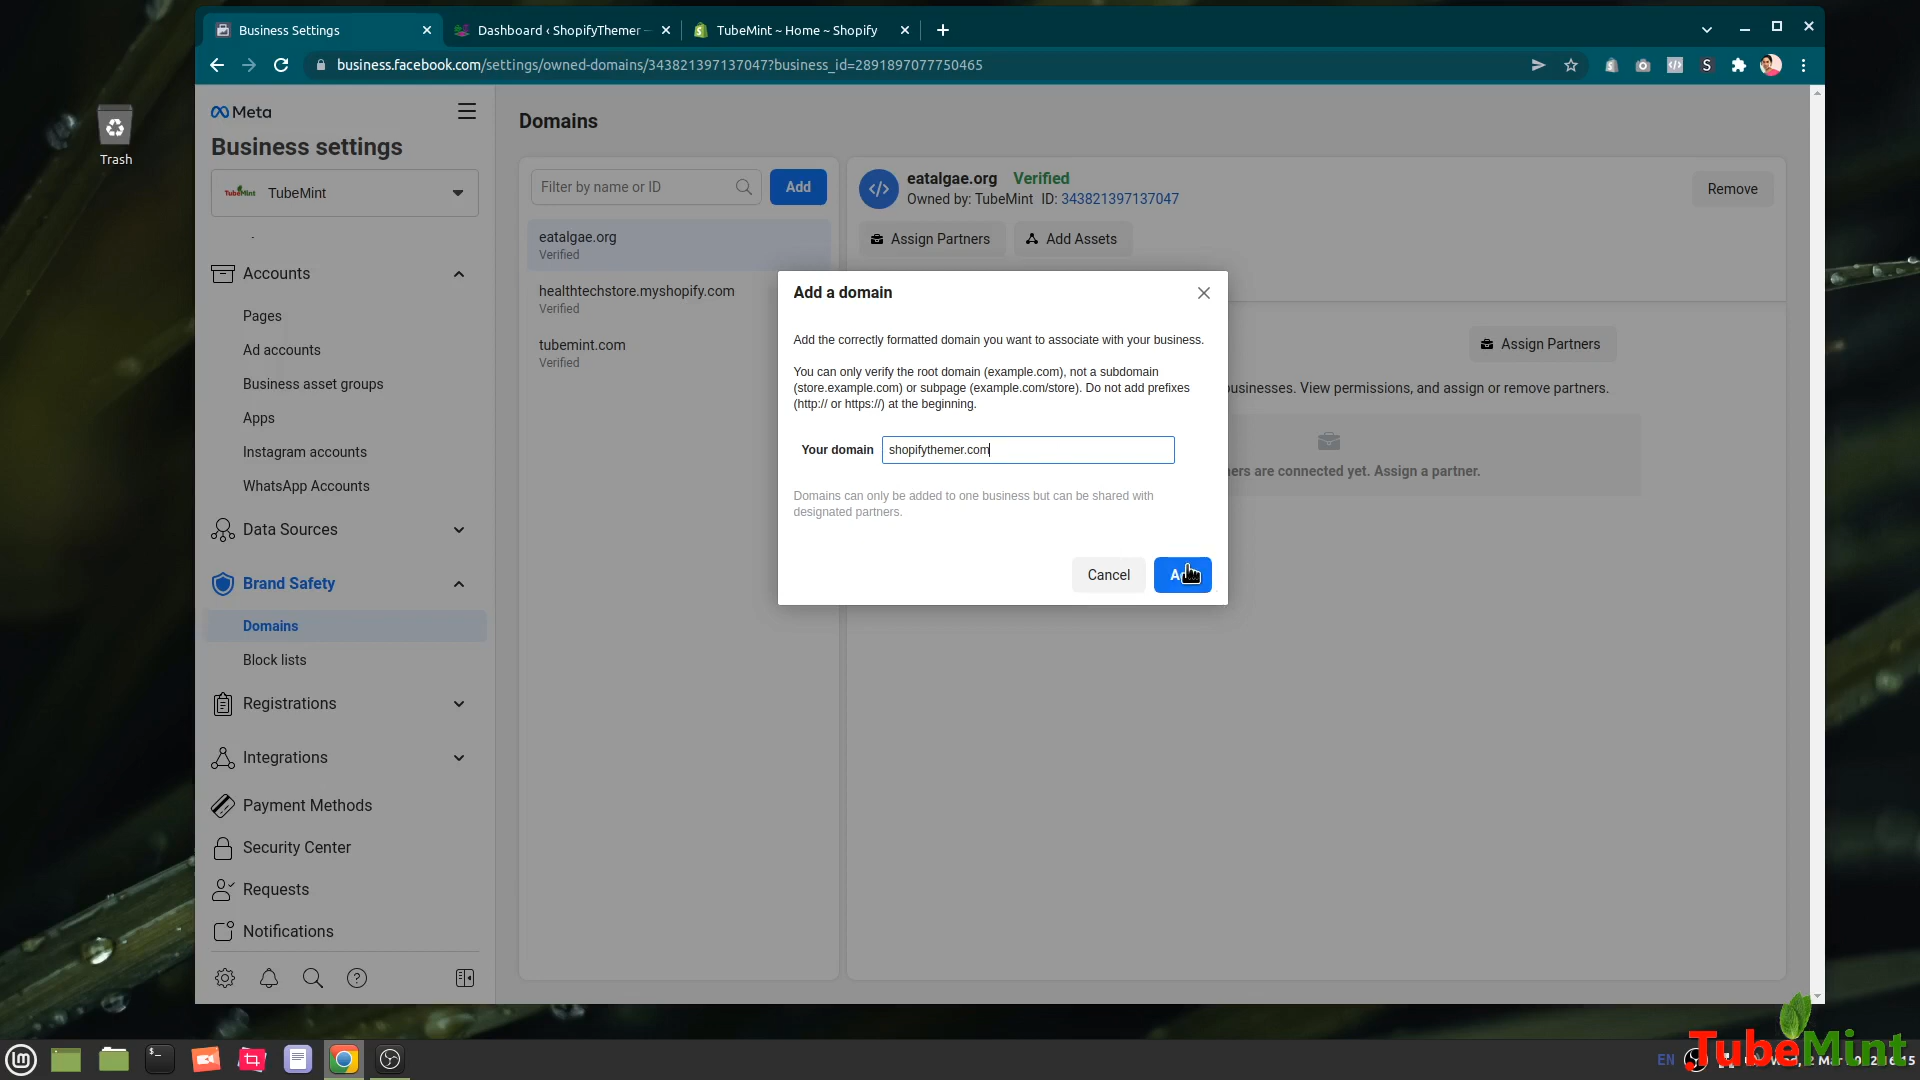 Business Settings
Dashboard ‹ ShopifyThemer —
TubeMint ~ Home ~ Shopify
business.facebook.com/settings/owned-domains/343821397137047?business_id=2891897077750465
Trash
Meta
Business settings
TubeMint
TubeMint
Accounts
Pages
Ad accounts
Business asset groups
Apps
Instagram accounts
WhatsApp Accounts
Data Sources
Brand Safety
Domains
Block lists
Registrations
Integrations
Payment Methods
Security Center
Requests
Notifications
Domains
Filter by name or ID
Add
eatalgae.org
Verified
healthtechstore.myshopify.com
Verified
tubemint.com
Verified
eatalgae.org Verified
Owned by: TubeMint ID: 343821397137047
Remove
Assign Partners
Add Assets
Assign Partners
usinesses. View permissions, and assign or remove partners.
ers are connected yet. Assign a partner.
Add a domain
Add the correctly formatted domain you want to associate with your business.
You can only verify the root domain (example.com), not a subdomain
(store.example.com) or subpage (example.com/store). Do not add prefixes
(http:// or https://) at the beginning.
Your domain
shopifythemer.com
Domains can only be added to one business but can be shared with
designated partners.
Cancel
EN
TubeMint